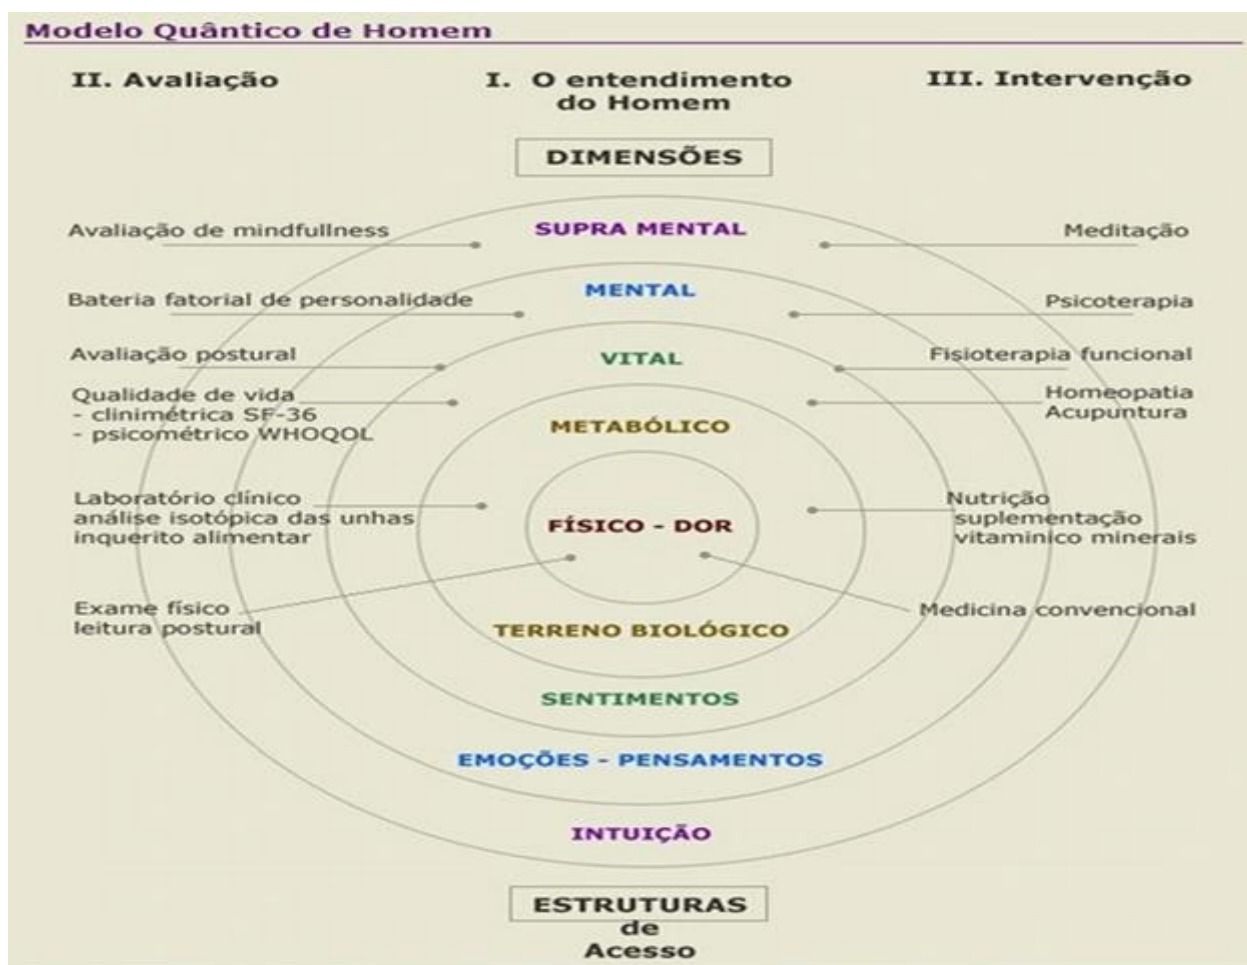 Modelo Quântico de Homem
II. Avaliação
I. O entendimento
do Homem
III. Intervenção
DIMENSÕES
Avaliação de mindfullness
SUPRA MENTAL
Meditação
Bateria fatorial de personalidade
MENTAL
Psicoterapia
Avaliação postural
VITAL
Fisioterapia funcional
Qualidade de vida
- clinimétrica SF-36
- psicométrico WHOQOL
Homeopatia
Acupuntura
METABÓLICO
Laboratório clínico
análise isotópica das unhas
inquerito alimentar
FÍSICO - DOR
Nutrição
suplementação
vitaminico minerais
Exame físico
leitura postural
Medicina convencional
TERRENO BIOLÓGICO
SENTIMENTOS
EMOÇÕES - PENSAMENTOS
INTUIÇÃO
ESTRUTURAS
de
Acesso